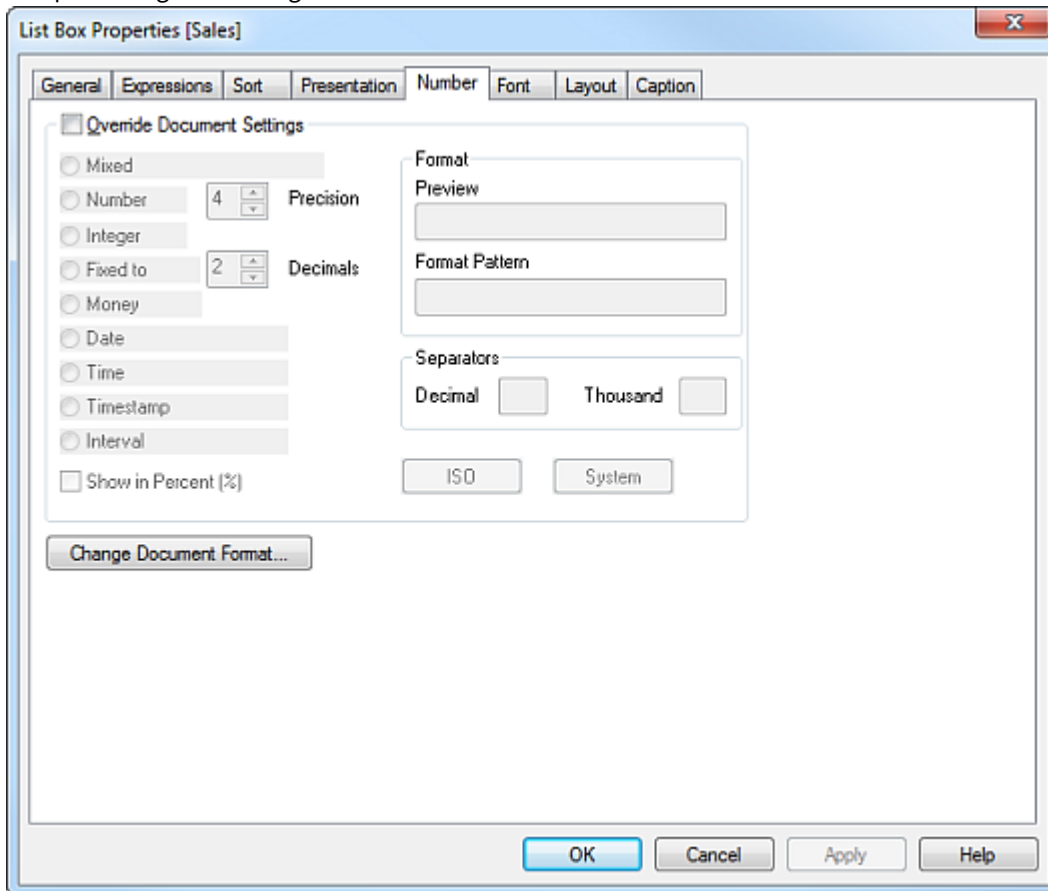 List Box Properties [Sales]
General Expressions Sort Presentation Number Font Layout Caption
Override Document Settings
Mixed
Number 4 Precision
Integer
Fixed to 2 Decimals
Money
Date
Time
Timestamp
Interval
Show in Percent (%)
Format
Preview
Format Pattern
Separators
Decimal Thousand
ISO System
Change Document Format...
OK Cancel Apply Help